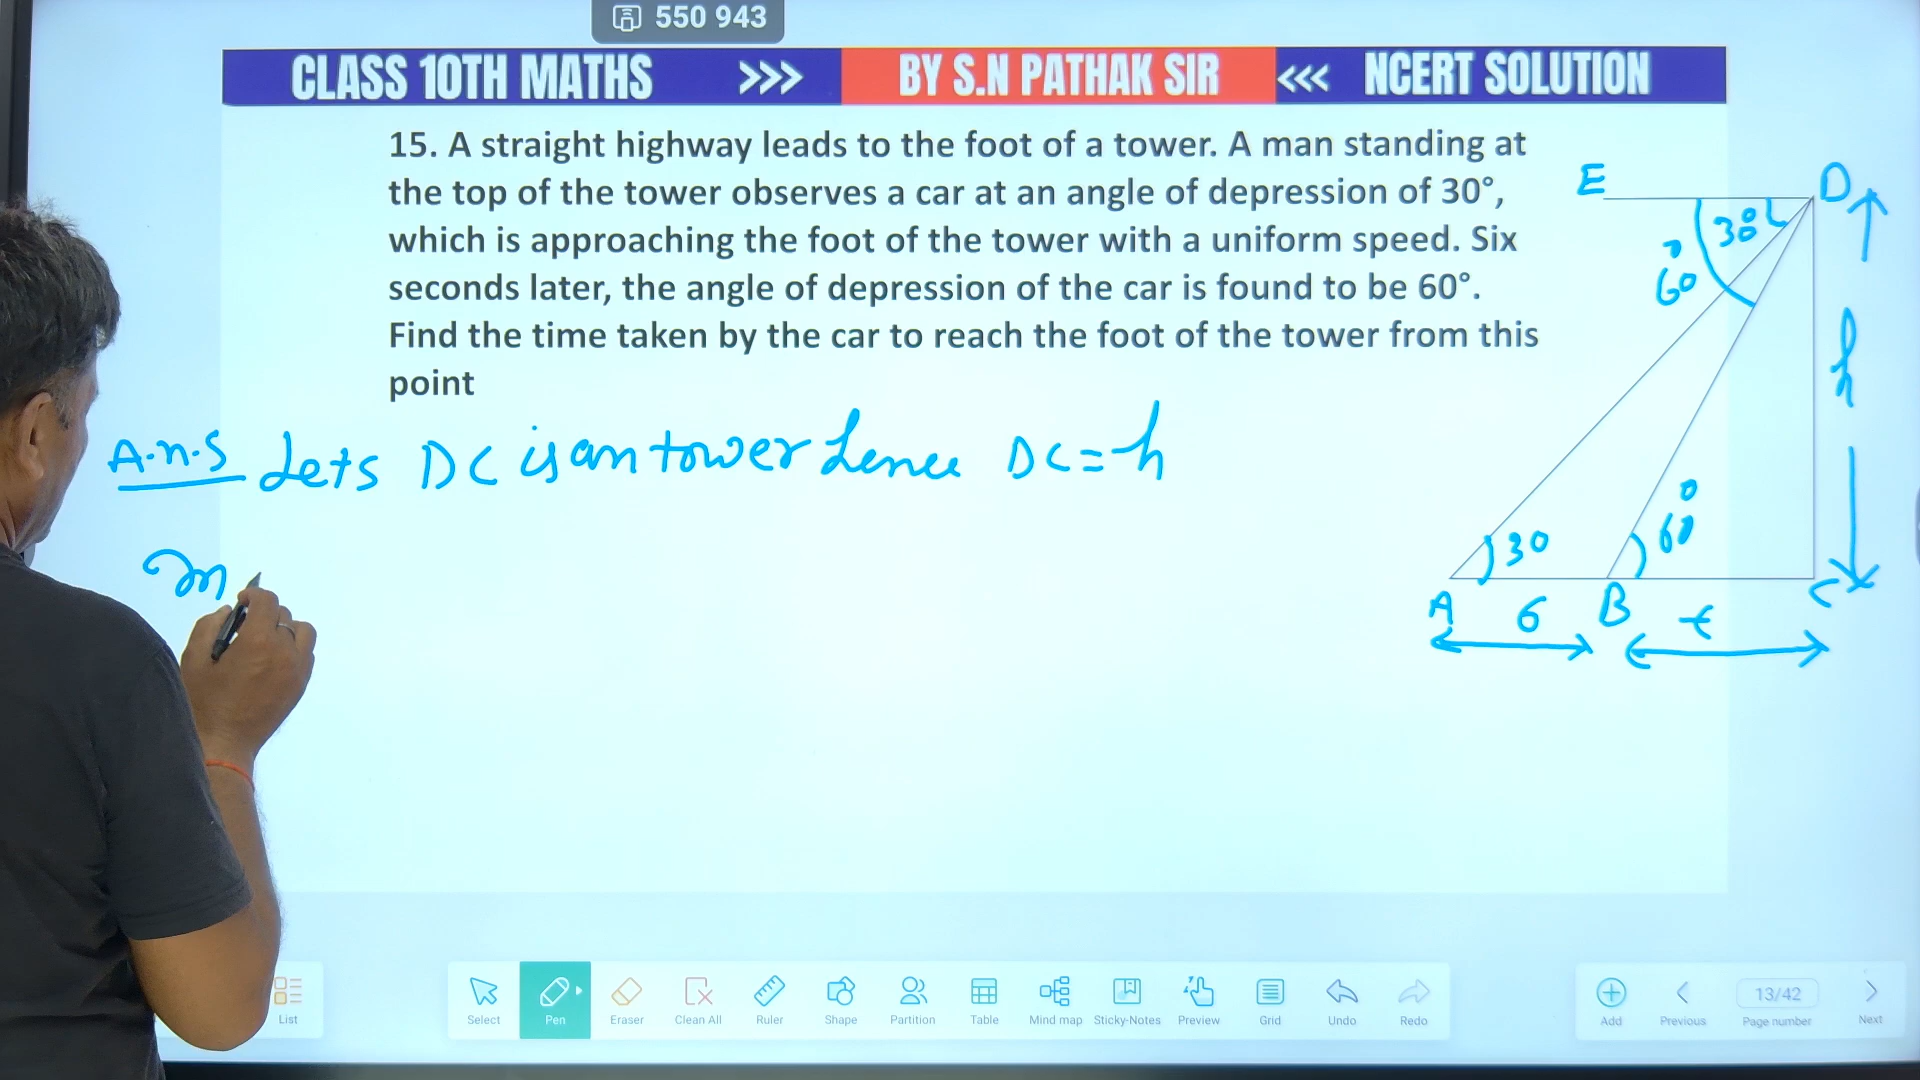 550 943
CLASS 10TH MATHS >>> BY S.N PATHAK SIR <<< NCERT SOLUTION
15. A straight highway leads to the foot of a tower. A man standing at
the top of the tower observes a car at an angle of depression of 30°,
which is approaching the foot of the tower with a uniform speed. Six
seconds later, the angle of depression of the car is found to be 60°.
Find the time taken by the car to reach the foot of the tower from this
point
A.n.s Lets DC is an tower hence DC = h
m
E D
30°
60°
h
30 60°
A 6 B t C
List
Select Pen Eraser Clean All Ruler Shape Partition Table Mind map Sticky-Notes Preview Grid Undo Redo
Add Previous 13/42 Page number Next